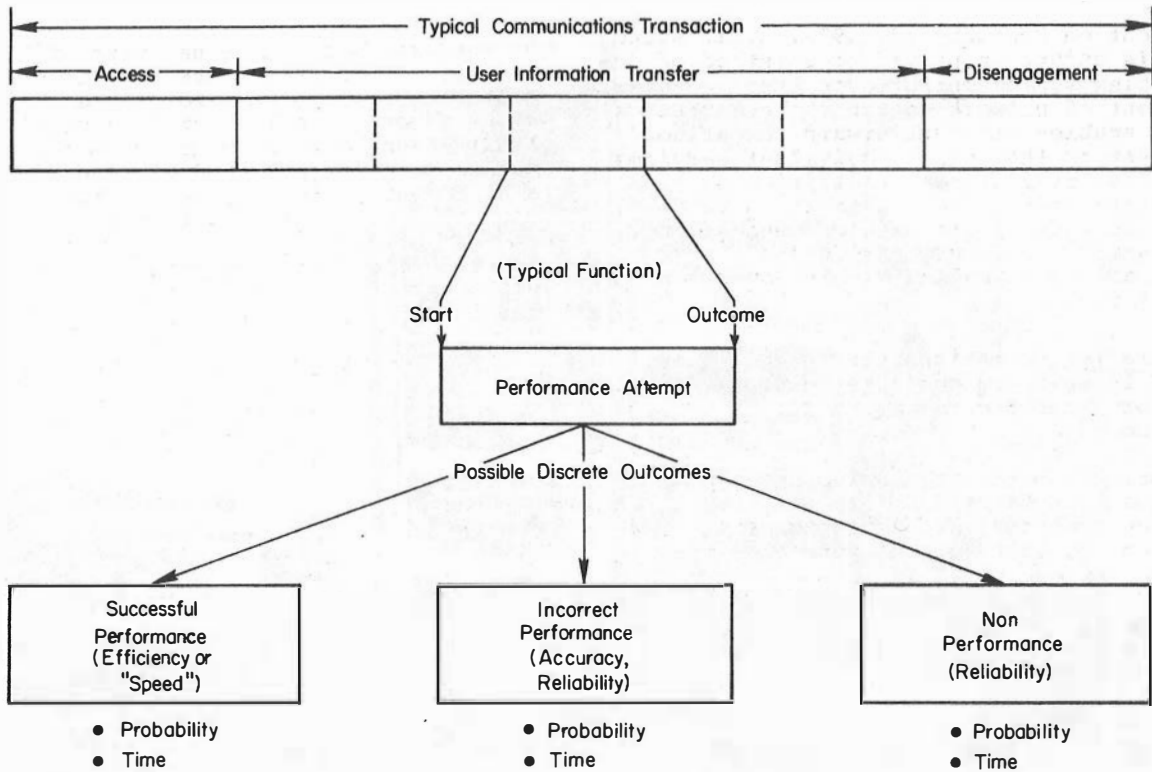 Typical Communications Transaction
Access
User Information Transfer
Disengagement
(Typical Function)
Start
Outcome
Performance Attempt
Possible Discrete Outcomes
Successful
Performance
(Efficiency or
"Speed")
• Probability
• Time
Incorrect
Performance
(Accuracy,
Reliability)
• Probability
• Time
Non
Performance
(Reliability)
• Probability
• Time